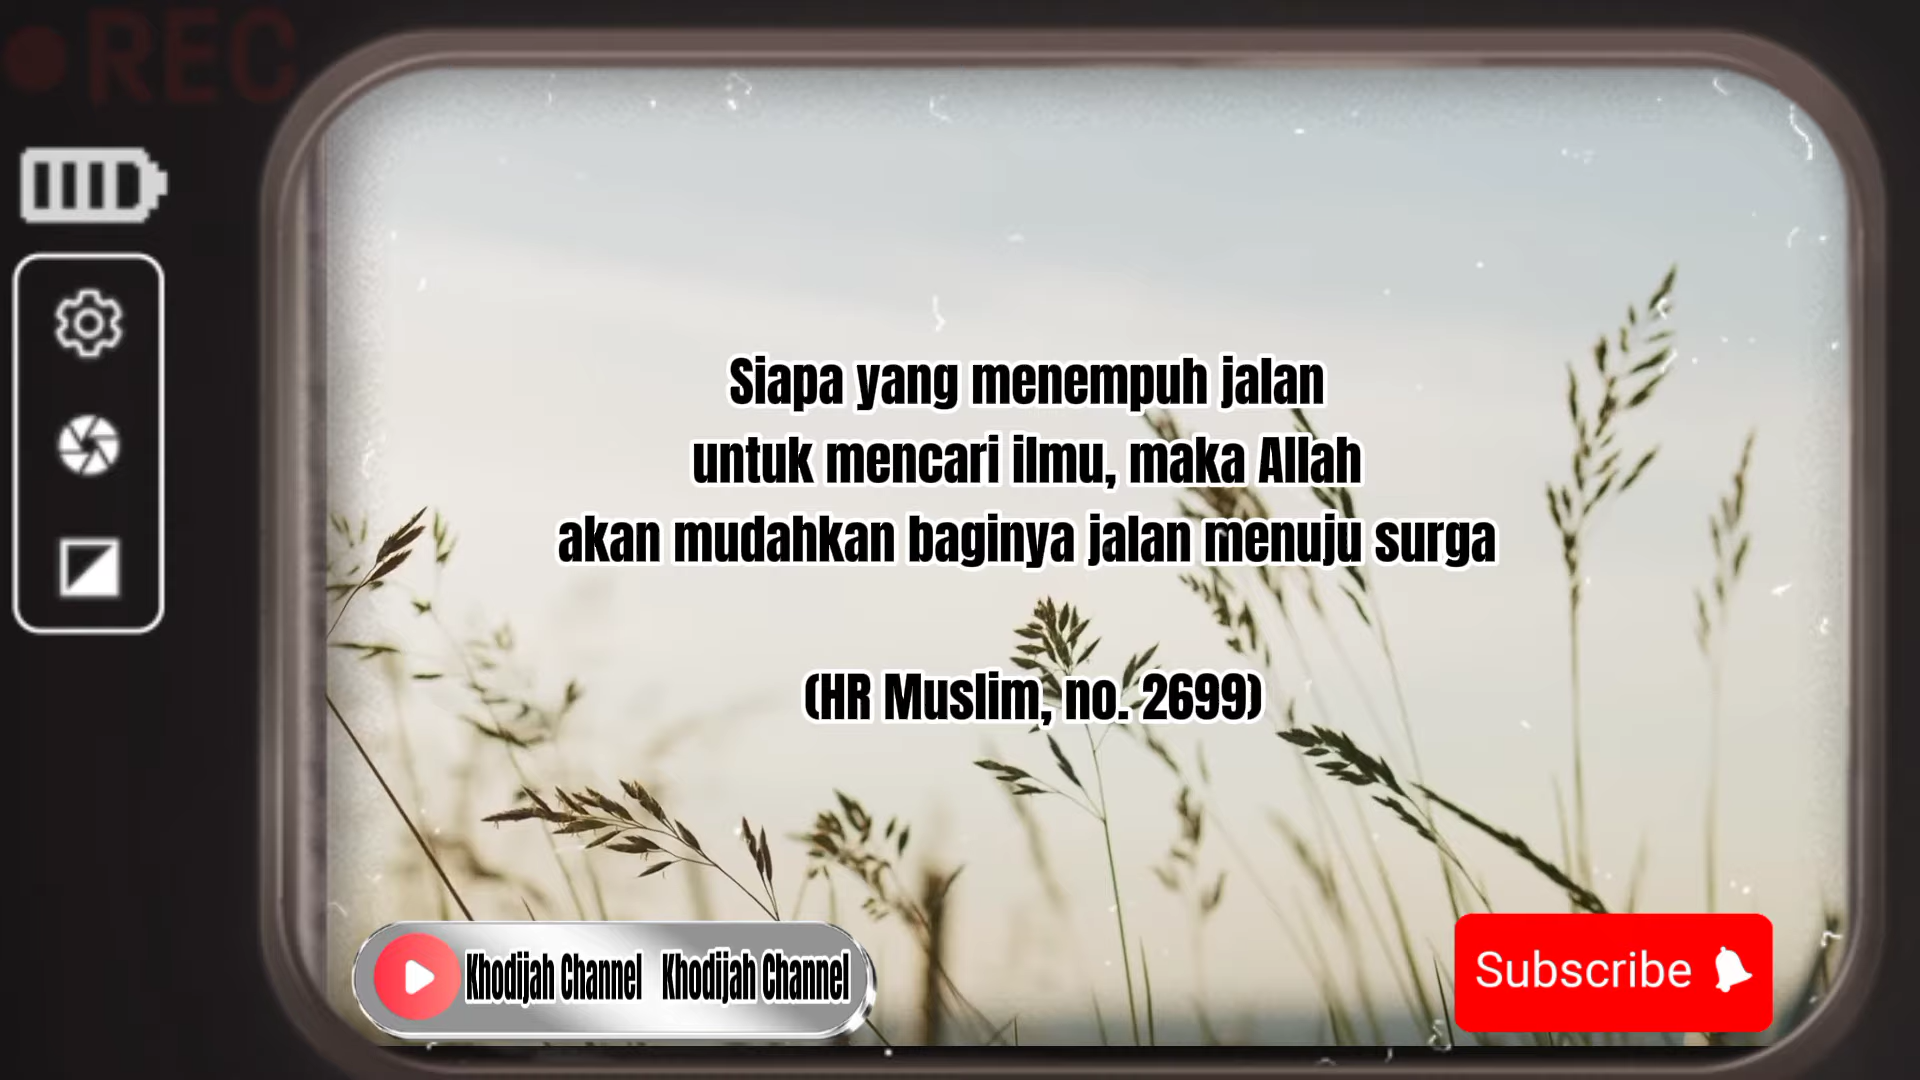 REC
Siapa yang menempuh jalan
untuk mencari ilmu, maka Allah
akan mudahkan baginya jalan menuju surga
(HR Muslim, no. 2699)
Khodijah Channel Khodijah Channel
Subscribe